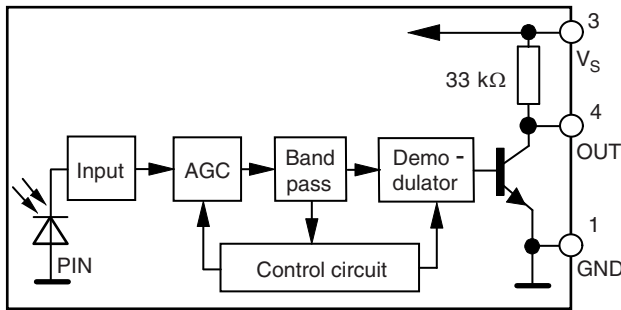 3
V_S
33 kΩ
4
OUT
Input
AGC
Band
pass
Demo -
dulator
1
GND
Control circuit
PIN